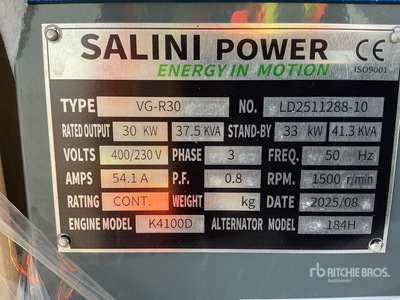 SALINI POWER CE
ENERGY IN MOTION ISO9001
TYPE VG-R30 NO. LD2511288-10
RATED OUTPUT 30 KW 37.5 KVA STAND-BY 33 KW 41.3 KVA
VOLTS 400/230 V PHASE 3 FREQ. 50 Hz
AMPS 54.1 A P.F. 0.8 RPM. 1500 r/min
RATING CONT. WEIGHT kg DATE 2025/08
ENGINE MODEL K4100D ALTERNATOR MODEL 184H
rb RITCHIE BROS.
Auctioneers